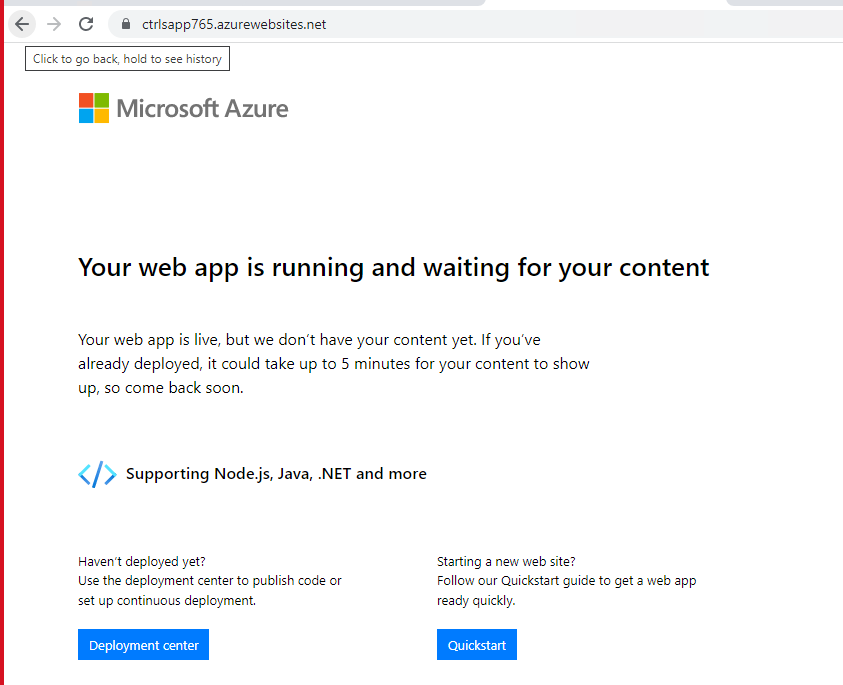 ctrlsapp765.azurewebsites.net
Click to go back, hold to see history
Microsoft Azure
Your web app is running and waiting for your content
Your web app is live, but we don't have your content yet. If you've
already deployed, it could take up to 5 minutes for your content to show
up, so come back soon.
Supporting Node.js, Java, .NET and more
Haven't deployed yet?
Use the deployment center to publish code or
set up continuous deployment.
Deployment center
Starting a new web site?
Follow our Quickstart guide to get a web app
ready quickly.
Quickstart